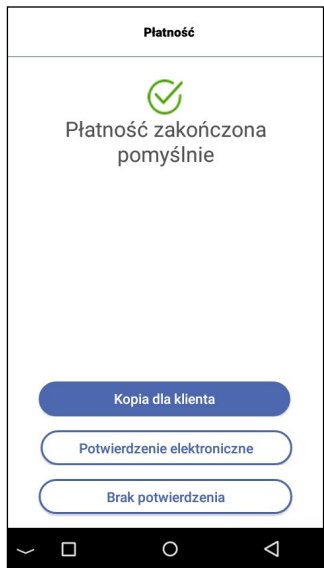 Płatność
Płatność zakończona
pomyślnie
Kopia dla klienta
Potwierdzenie elektroniczne
Brak potwierdzenia